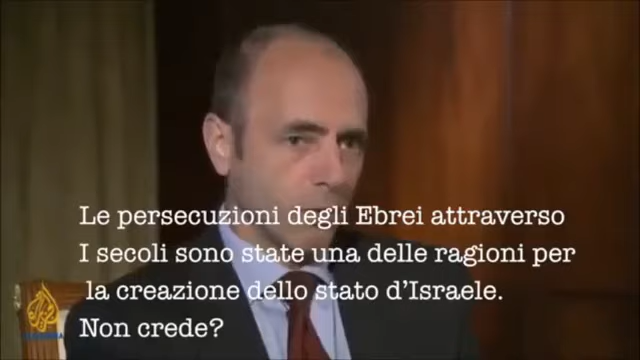 Le persecuzioni degli Ebrei attraverso
I secoli sono state una delle ragioni per
la creazione dello stato d'Israele.
Non crede?